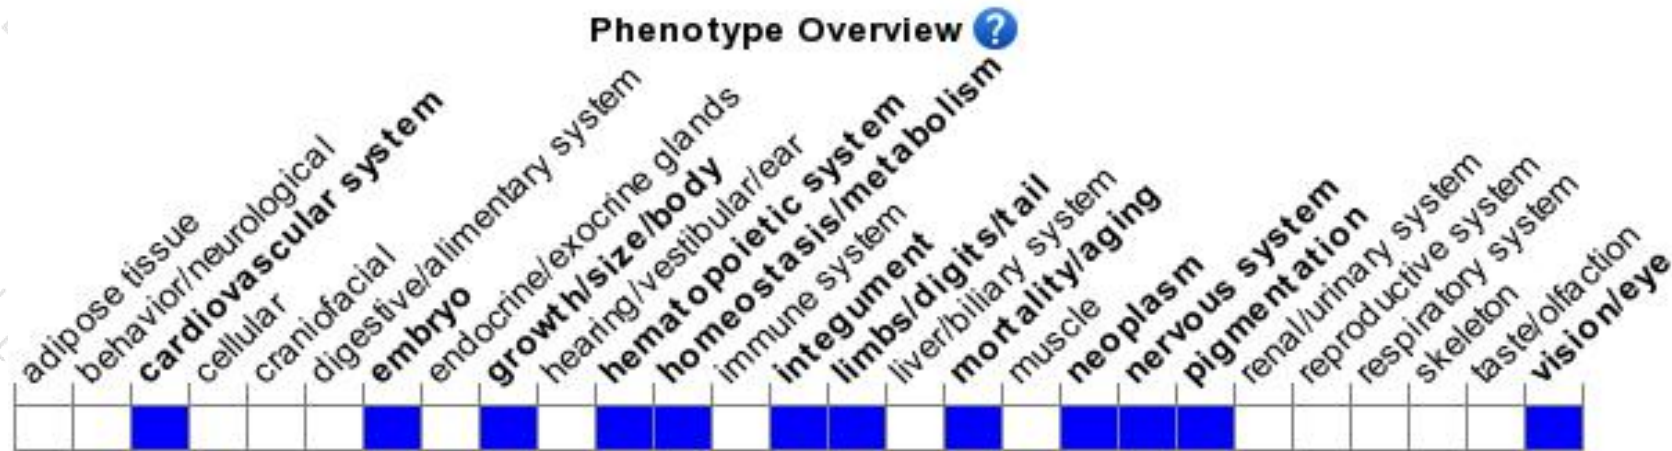 Phenotype Overview ?
adipose tissue
behavior/neurological
cardiovascular system
cellular
craniofacial
digestive/alimentary system
embryo
endocrine/exocrine glands
growth/size/body
hearing/vestibular/ear
hematopoietic system
homeostasis/metabolism
immune system
integument
limbs/digits/tail
liver/biliary system
mortality/aging
muscle
neoplasm
nervous system
pigmentation
renal/urinary system
reproductive system
respiratory system
skeleton
taste/olfaction
vision/eye